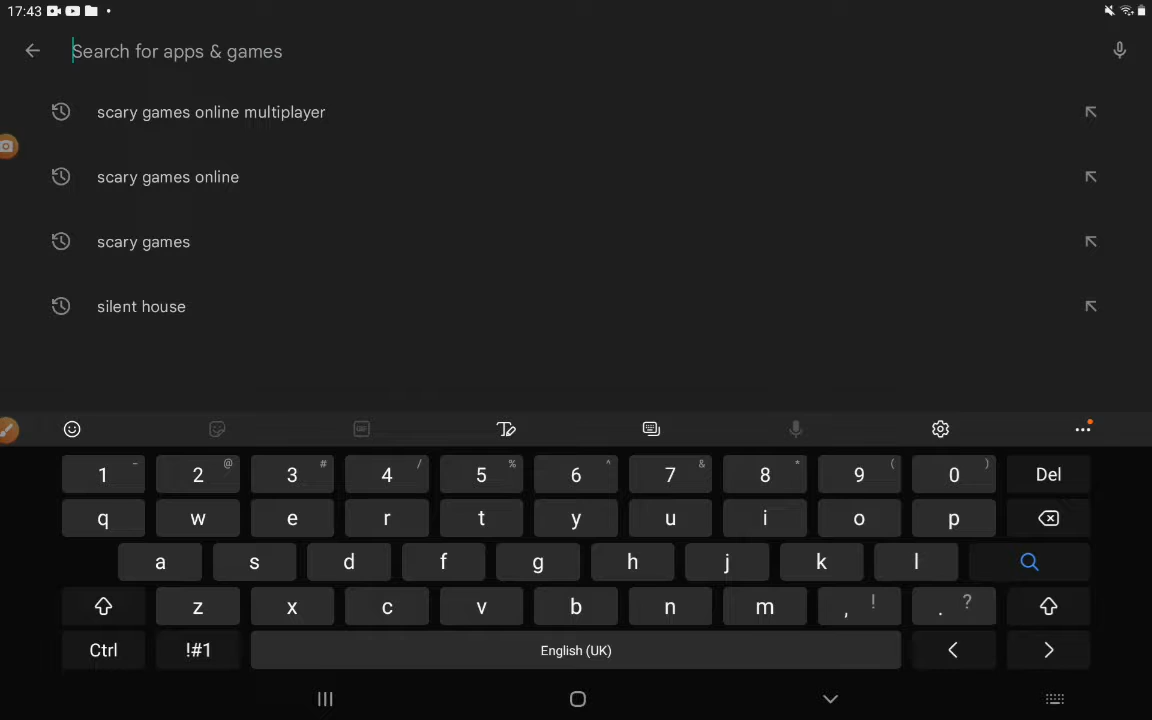 17:43
Search for apps & games
scary games online multiplayer
scary games online
scary games
silent house
GIF
1 - 2 @ 3 # 4 / 5 % 6 ^ 7 & 8 * 9 ( 0 ) Del
q w e r t y u i o p
a s d f g h j k l
z x c v b n m , ! . ?
Ctrl !#1 English (UK) < >